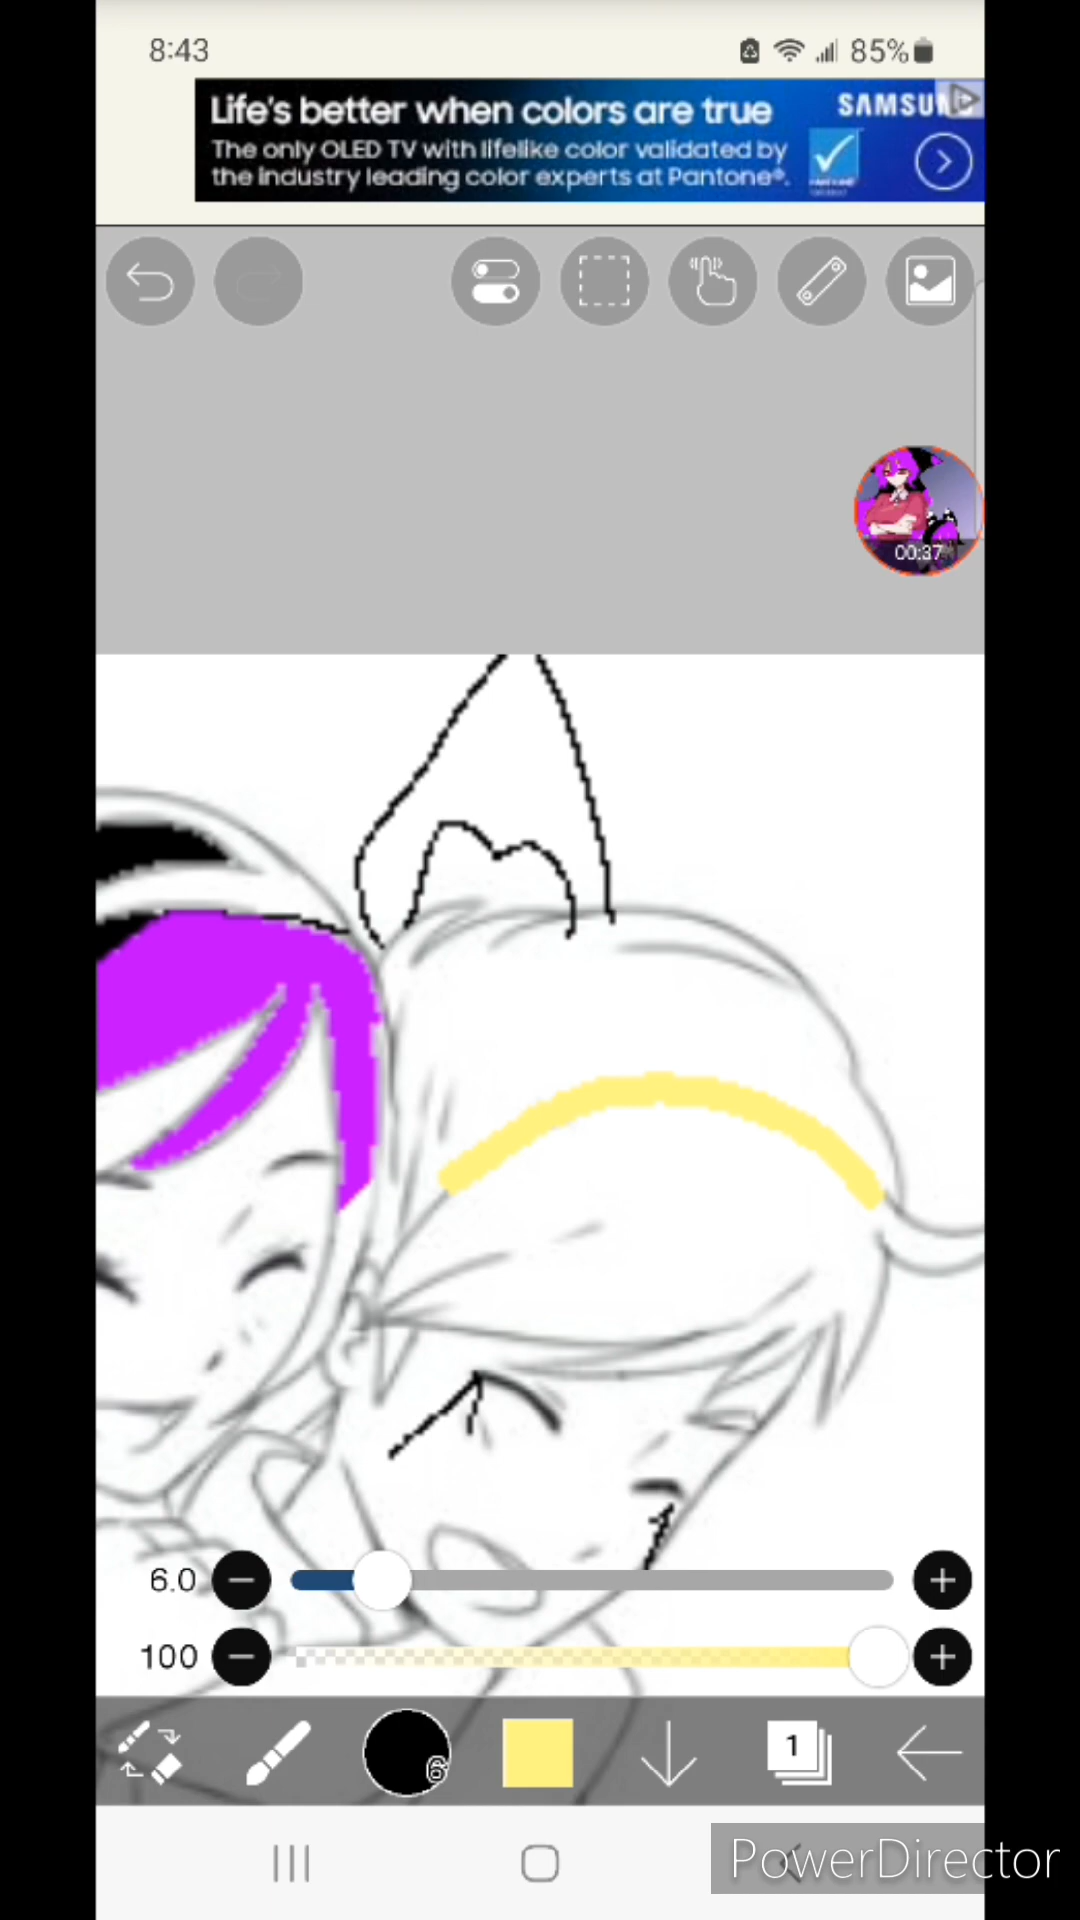 8:43
85%
Life's better when colors are true
SAMSUNG
The only OLED TV with lifelike color validated by
the industry leading color experts at Pantone®.
00:37
6.0
100
6
1
PowerDirector